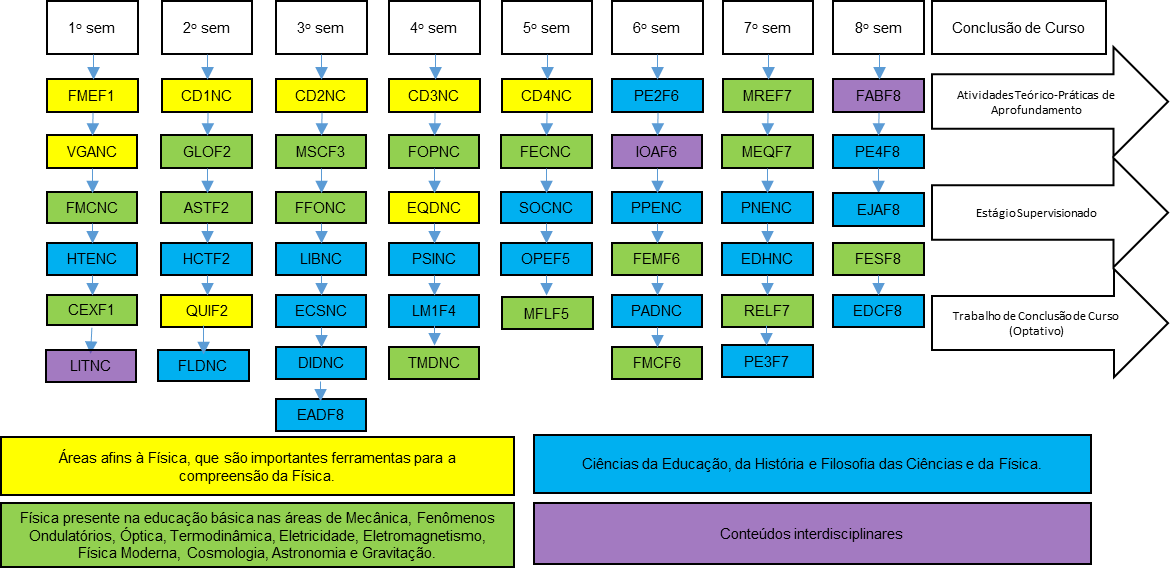 1º sem
2º sem
3º sem
4º sem
5º sem
6º sem
7º sem
8º sem
Conclusão de Curso
FMEF1
CD1NC
CD2NC
CD3NC
CD4NC
PE2F6
MREF7
FABF8
Atividades Teórico-Práticas de
Aprofundamento
VGANC
GLOF2
MSCF3
FOPNC
FECNC
IOAF6
MEQF7
PE4F8
FMCNC
ASTF2
FFONC
EQDNC
SOCNC
PPENC
PNENC
EJAF8
Estágio Supervisionado
HTENC
HCTF2
LIBNC
PSINC
OPEF5
FEMF6
EDHNC
FESF8
CEXF1
QUIF2
ECSNC
LM1F4
MFLF5
PADNC
RELF7
EDCF8
Trabalho de Conclusão de Curso
(Optativo)
LITNC
FLDNC
DIDNC
TMDNC
FMCF6
PE3F7
EADF8
Áreas afins à Física, que são importantes ferramentas para a
compreensão da Física.
Ciências da Educação, da História e Filosofia das Ciências e da Física.
Física presente na educação básica nas áreas de Mecânica, Fenômenos
Ondulatórios, Óptica, Termodinâmica, Eletricidade, Eletromagnetismo,
Física Moderna, Cosmologia, Astronomia e Gravitação.
Conteúdos interdisciplinares